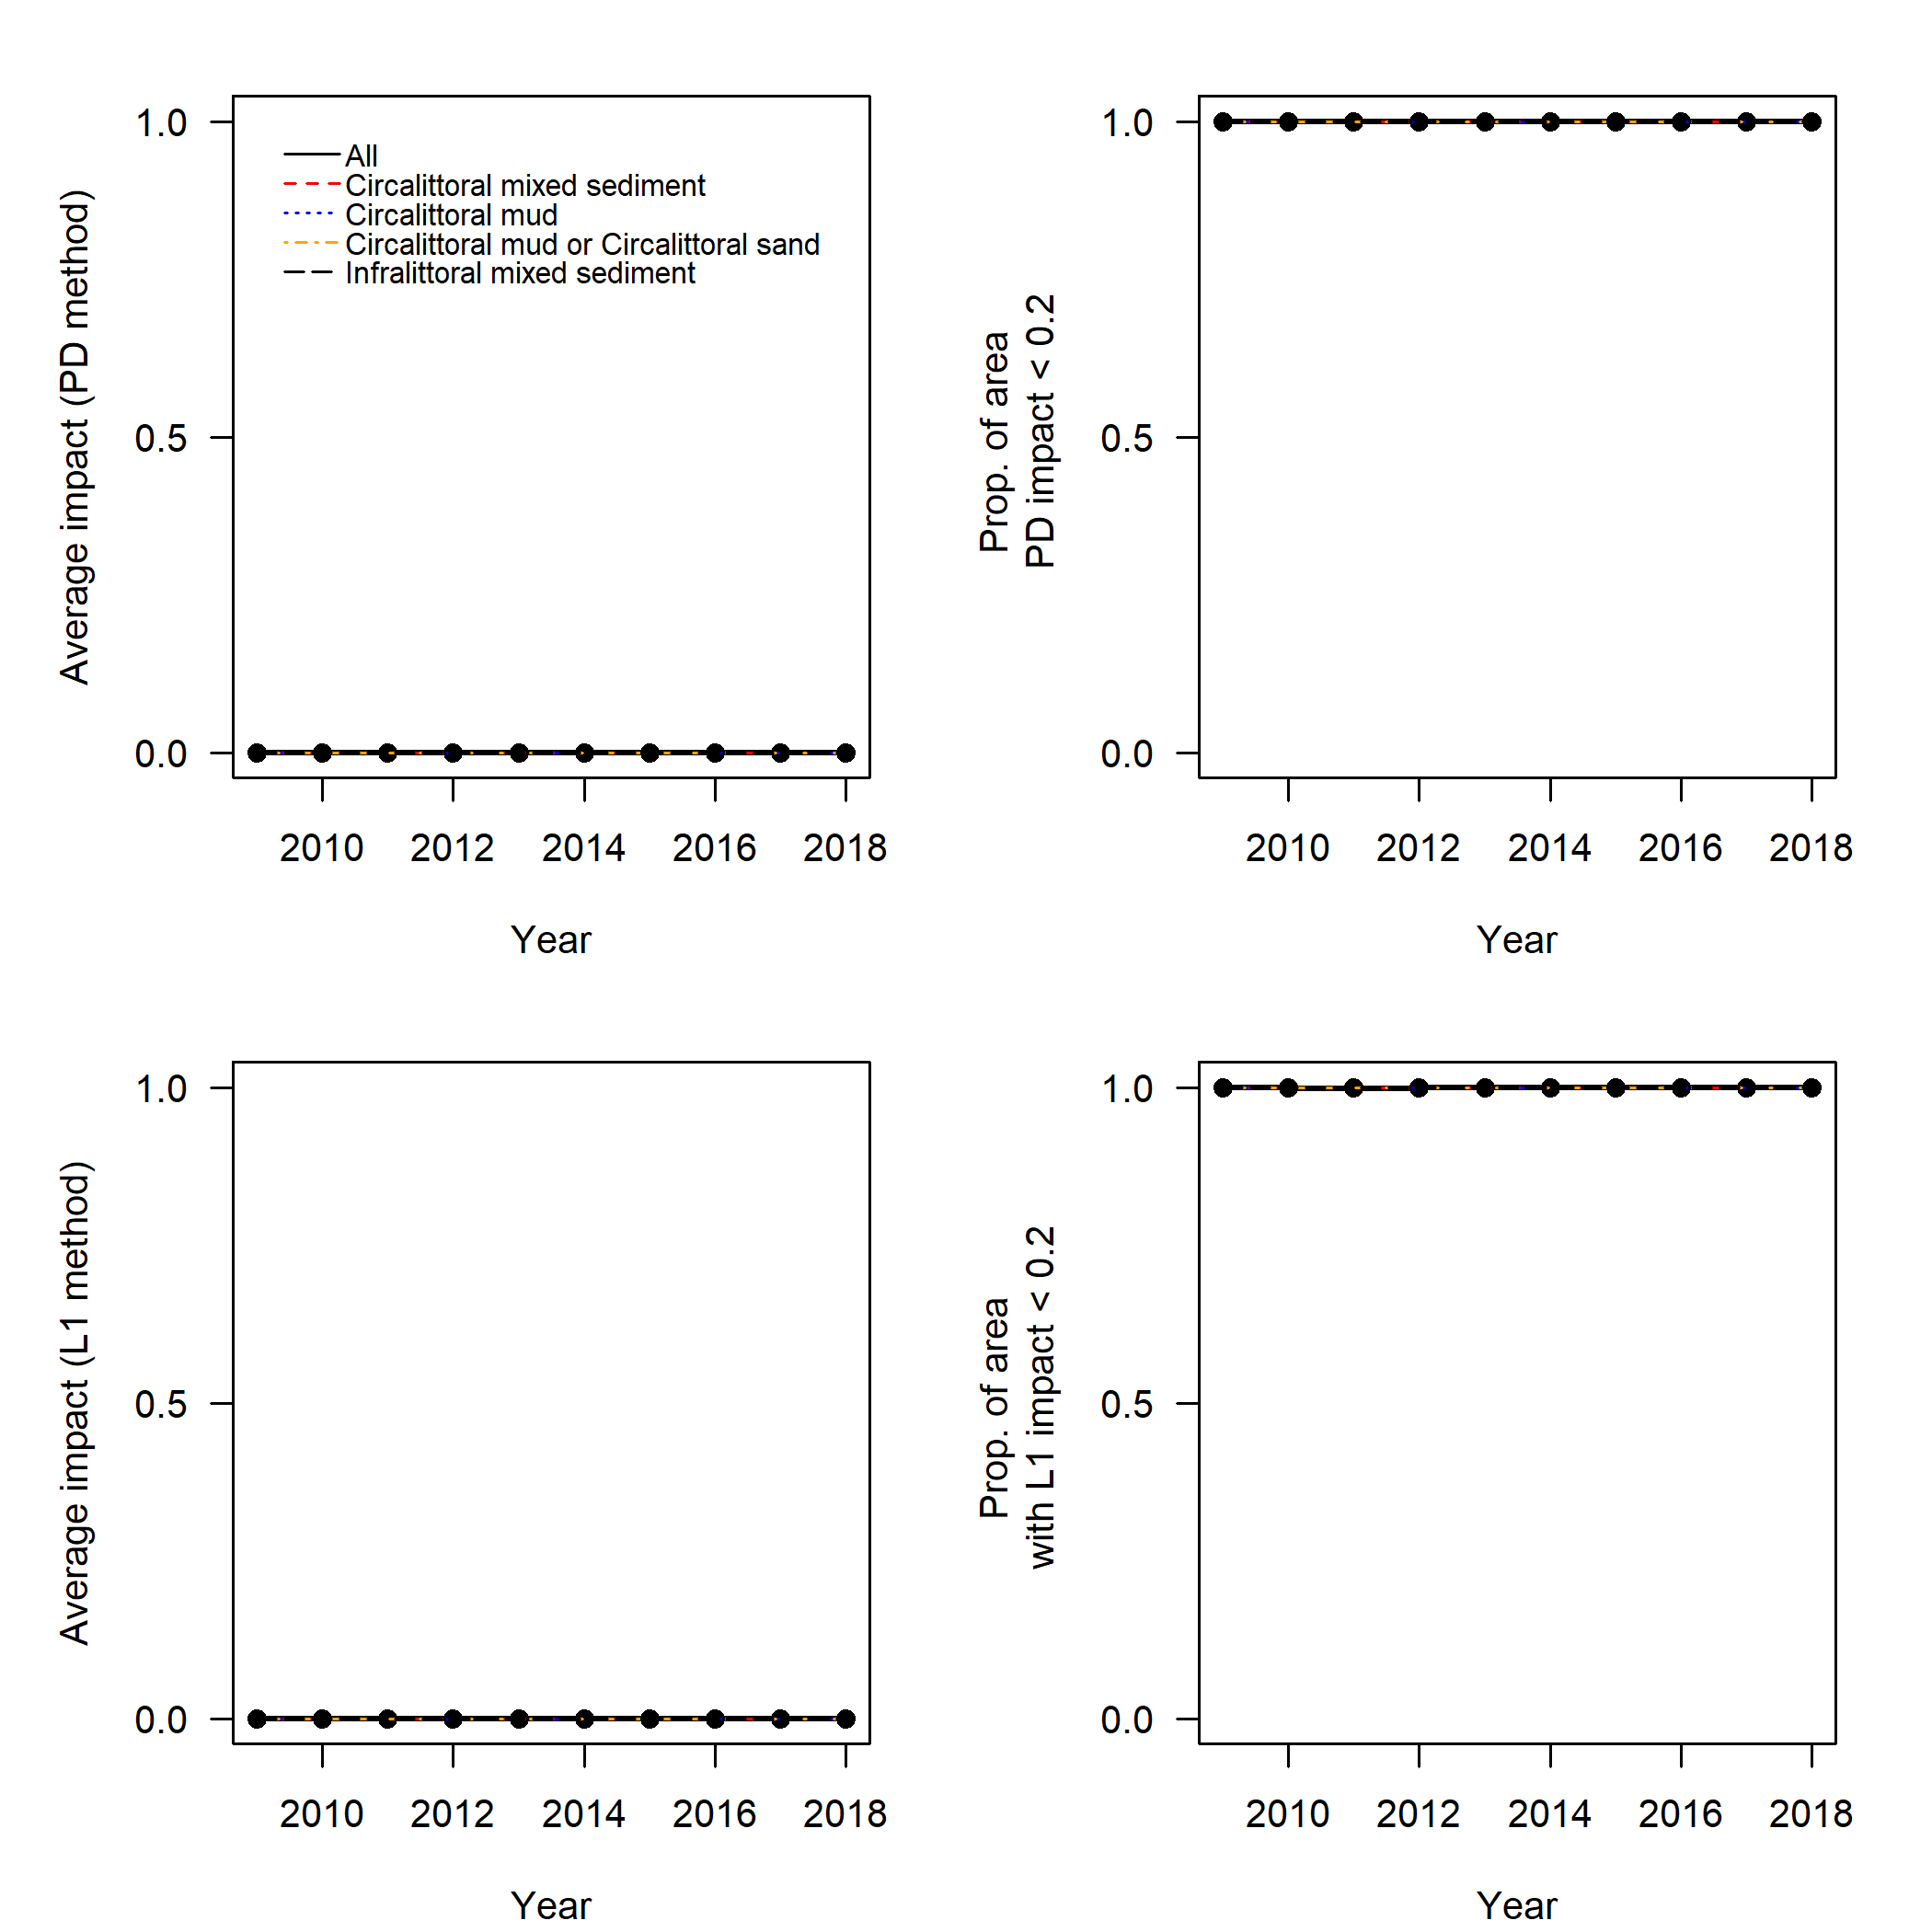 Average impact (PD method)
1.0
0.5
0.0
All
Circalittoral mixed sediment
Circalittoral mud
Circalittoral mud or Circalittoral sand
Infralittoral mixed sediment
2010 2012 2014 2016 2018
Year
Prop. of area
PD impact < 0.2
1.0
0.5
0.0
2010 2012 2014 2016 2018
Year
Average impact (L1 method)
1.0
0.5
0.0
2010 2012 2014 2016 2018
Year
Prop. of area
with L1 impact < 0.2
1.0
0.5
0.0
2010 2012 2014 2016 2018
Year